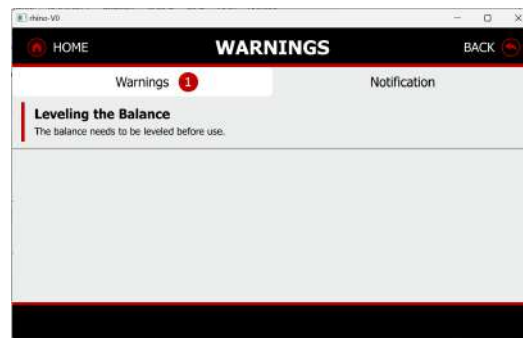 rhino-V0
HOME
WARNINGS
BACK
Warnings 1
Notification
Leveling the Balance
The balance needs to be leveled before use.